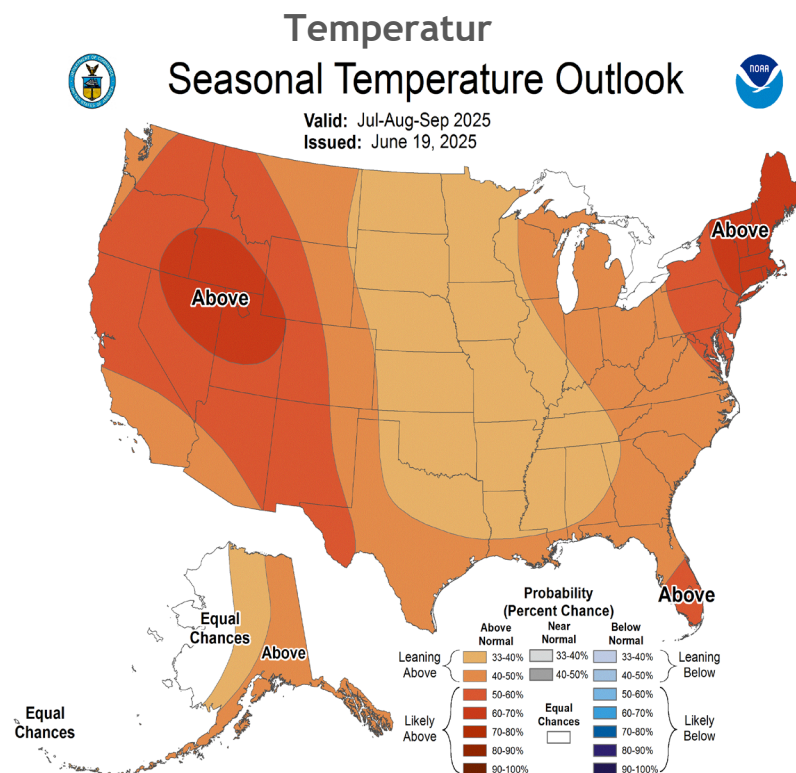 Temperatur
Seasonal Temperature Outlook
NOAA
Valid: Jul-Aug-Sep 2025
Issued: June 19, 2025
Above
Above
Above
Equal
Chances
Above
Equal
Chances
Probability
(Percent Chance)
Above
Normal
Near
Normal
Below
Normal
Leaning
Above
33-40%
40-50%
33-40%
40-50%
33-40%
40-50%
Leaning
Below
Likely
Above
50-60%
60-70%
70-80%
80-90%
90-100%
Equal
Chances
50-60%
60-70%
70-80%
80-90%
90-100%
Likely
Below